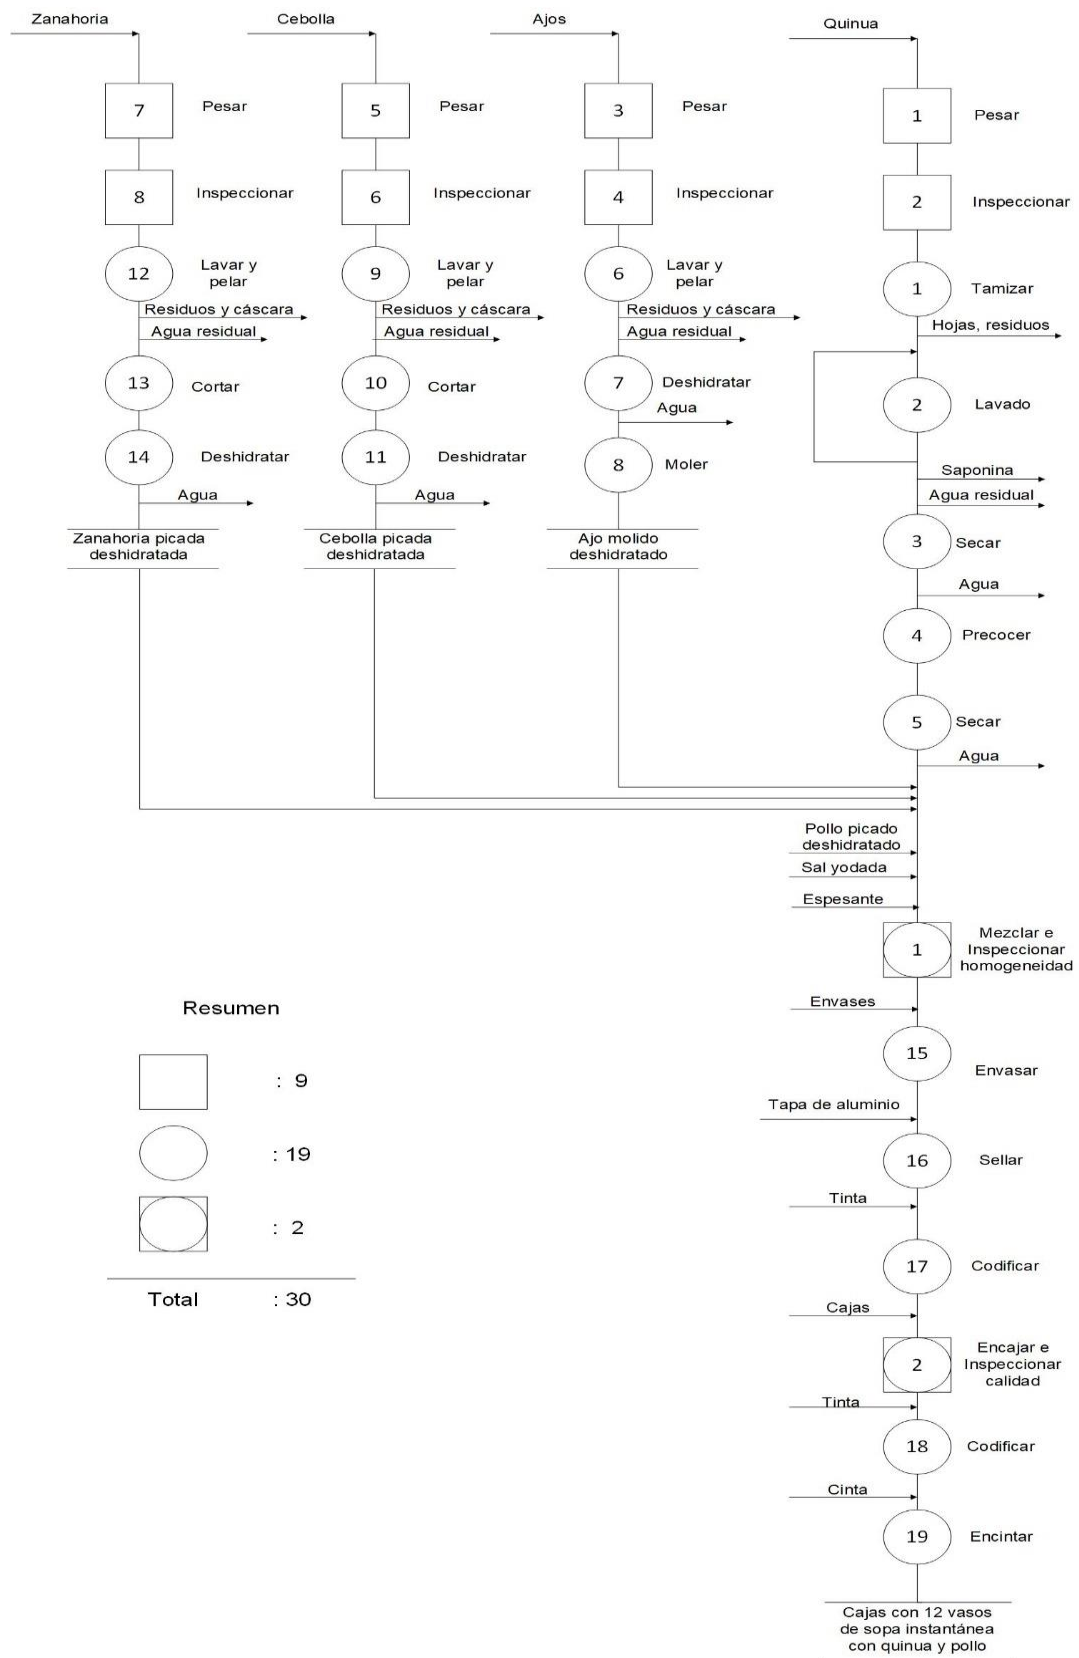 Zanahoria
7
Pesar
8
Inspeccionar
12
Lavar y
pelar
Residuos y cáscara
Agua residual
13
Cortar
14
Deshidratar
Agua
Zanahoria picada
deshidratada
Cebolla
5
Pesar
6
Inspeccionar
9
Lavar y
pelar
Residuos y cáscara
Agua residual
10
Cortar
11
Deshidratar
Agua
Cebolla picada
deshidratada
Ajos
3
Pesar
4
Inspeccionar
6
Lavar y
pelar
Residuos y cáscara
Agua residual
7
Deshidratar
Agua
8
Moler
Ajo molido
deshidratado
Quinua
1
Pesar
2
Inspeccionar
1
Tamizar
Hojas, residuos
2
Lavado
Saponina
Agua residual
3
Secar
Agua
4
Precocer
5
Secar
Agua
Pollo picado
deshidratado
Sal yodada
Espesante
1
Mezclar e
Inspeccionar
homogeneidad
Envases
15
Envasar
Tapa de aluminio
16
Sellar
Tinta
17
Codificar
Cajas
2
Encajar e
Inspeccionar
calidad
Tinta
18
Codificar
Cinta
19
Encintar
Cajas con 12 vasos
de sopa instantánea
con quinua y pollo
Resumen
: 9
: 19
: 2
Total : 30